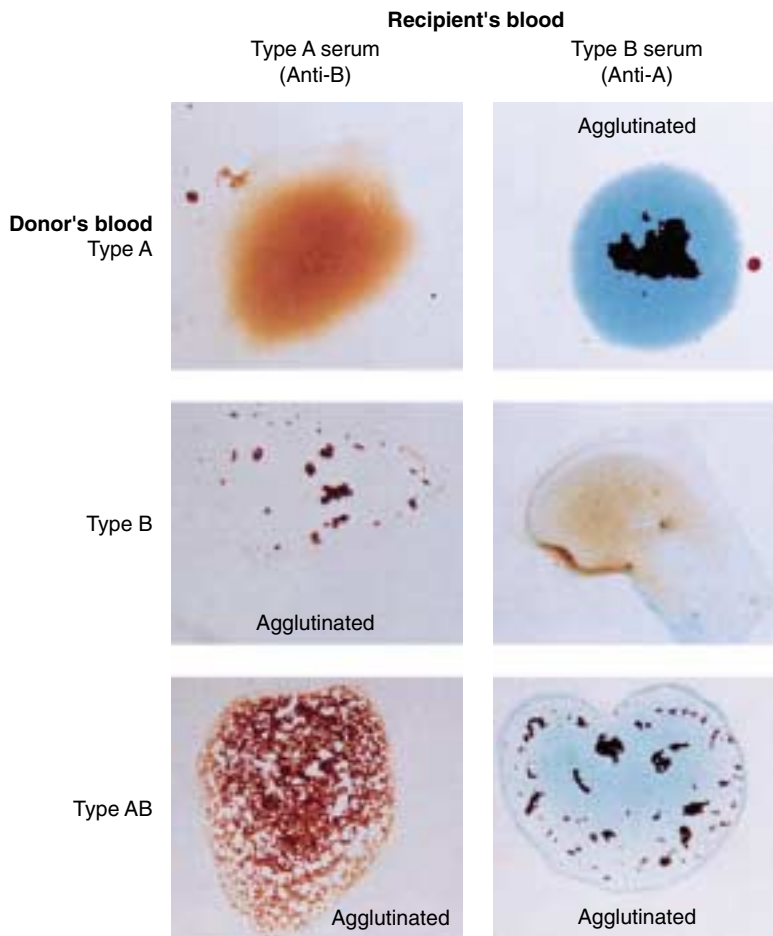 Recipient's blood
Type A serum
(Anti-B)
Type B serum
(Anti-A)
Agglutinated
Donor's blood
Type A
Type B
Agglutinated
Type AB
Agglutinated
Agglutinated